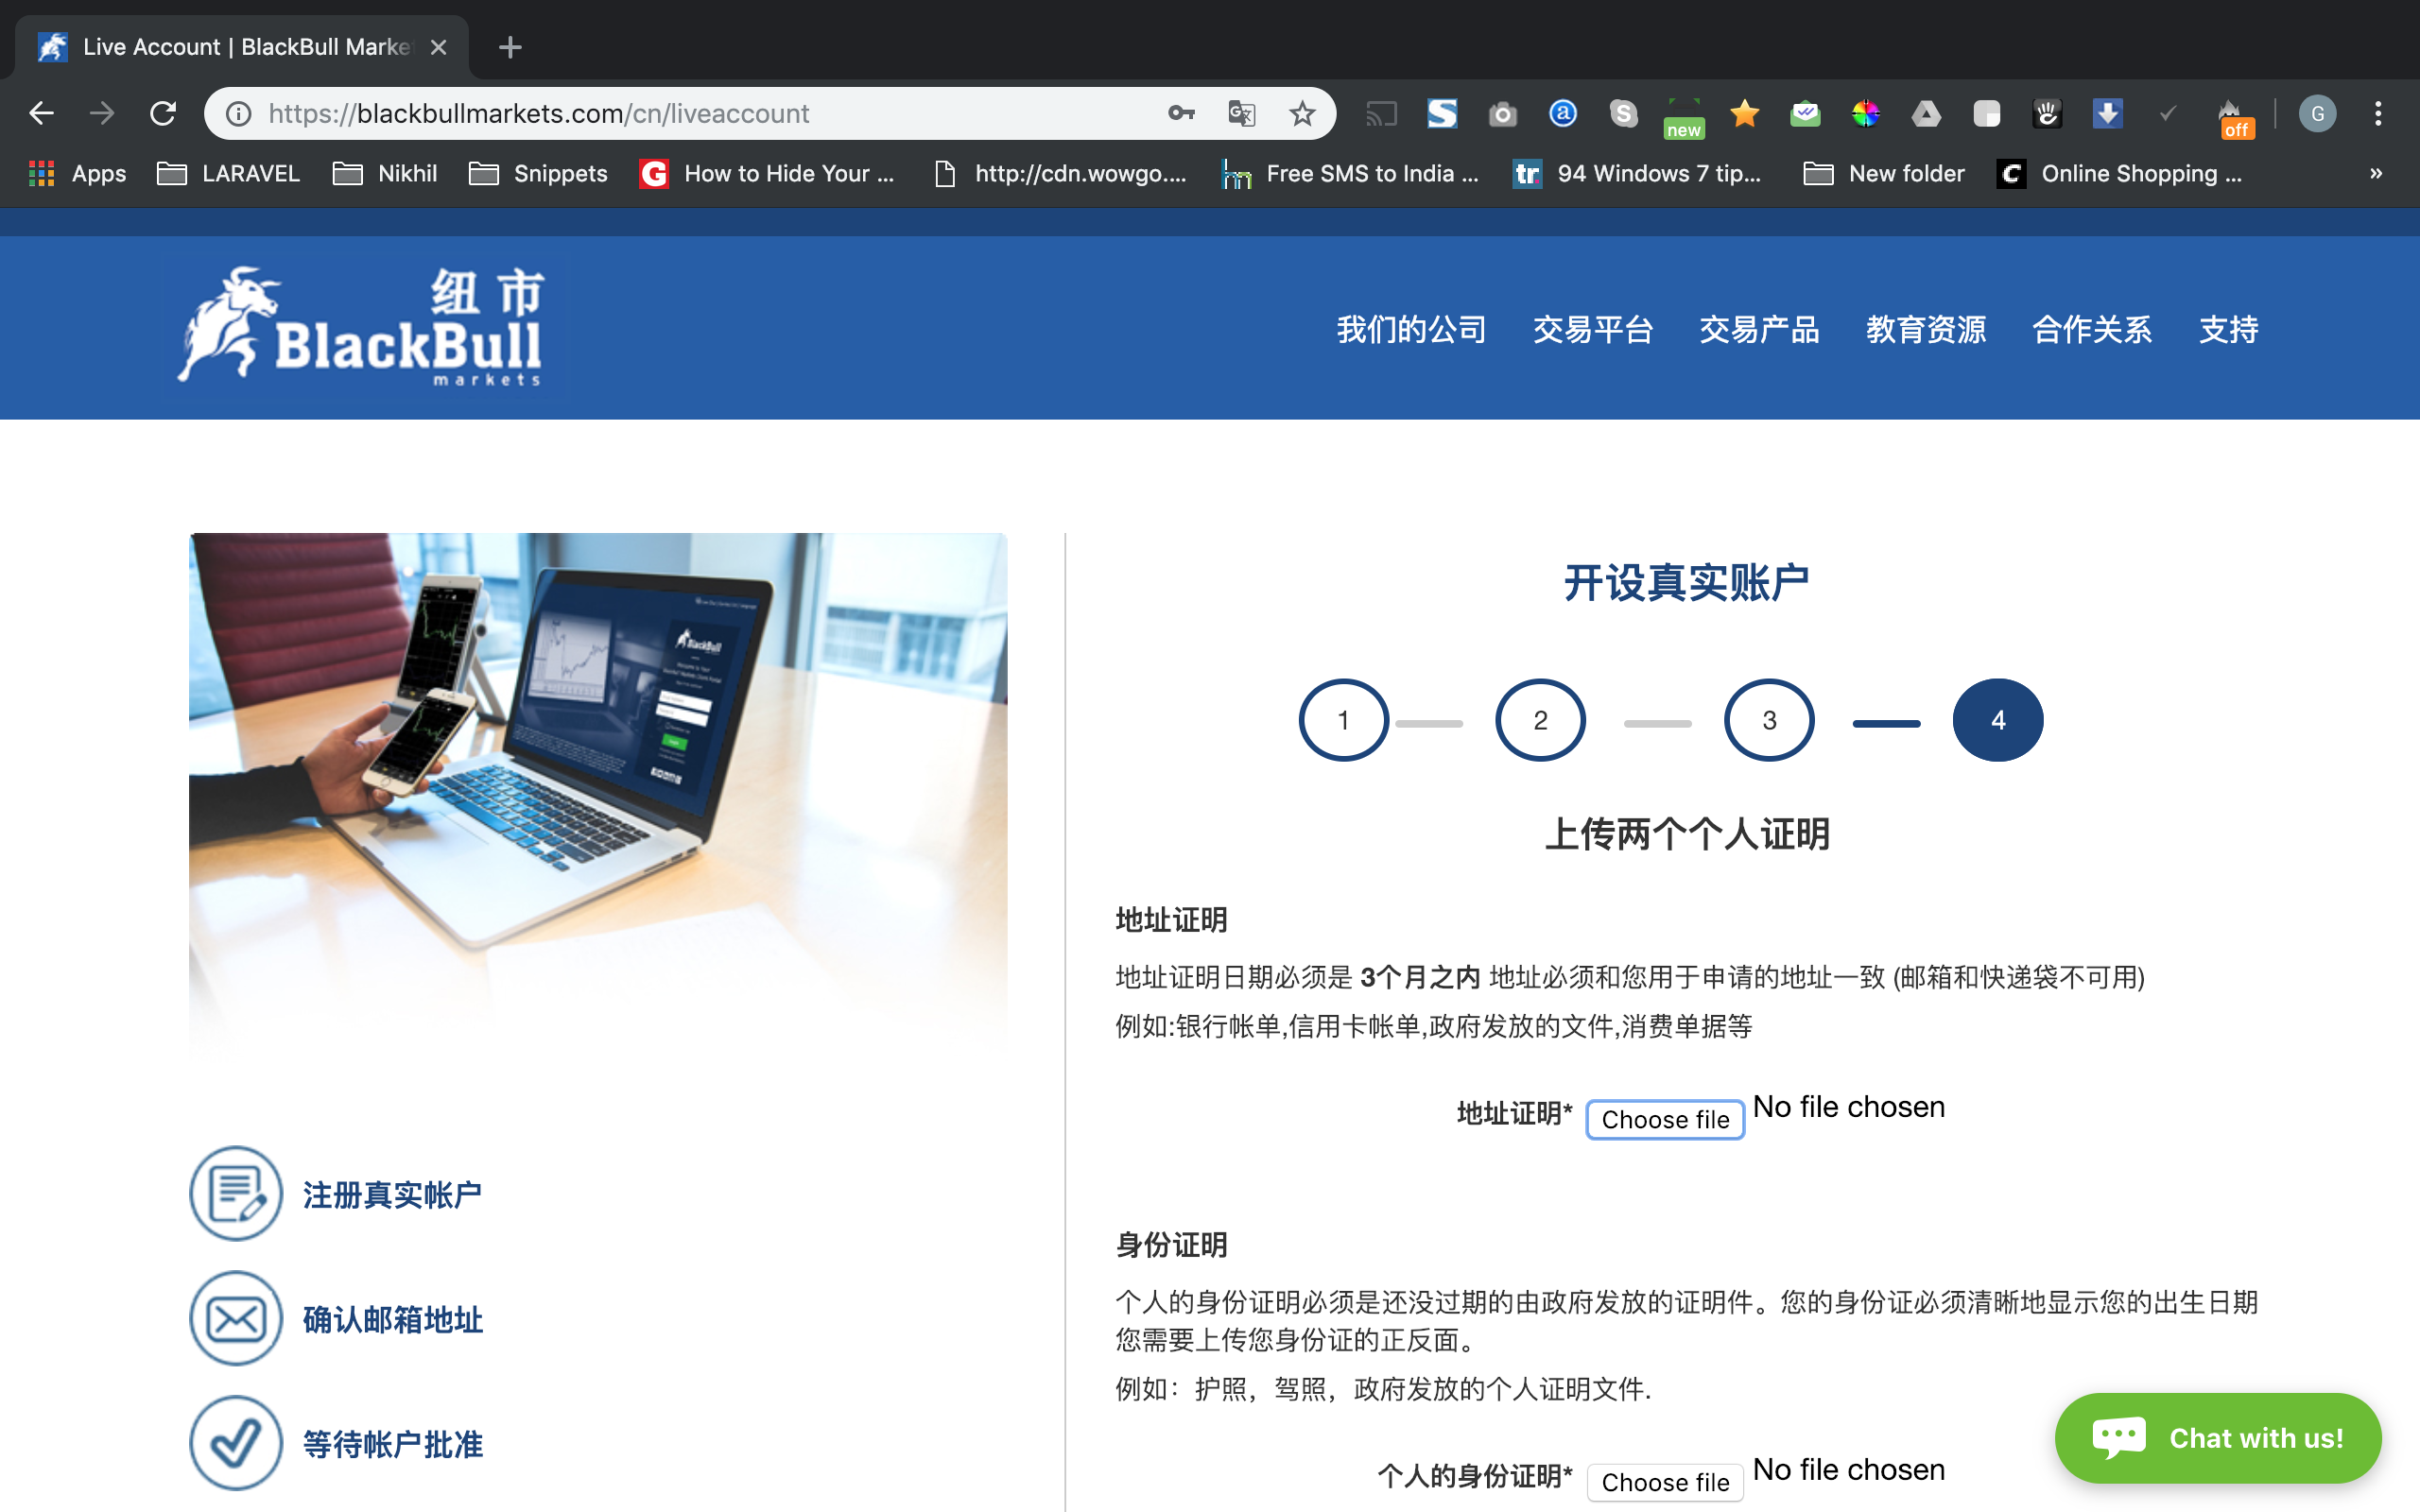 Live Account | BlackBull Marke
https://blackbullmarkets.com/cn/liveaccount
new
off
G
Apps
LARAVEL
Nikhil
Snippets
How to Hide Your ...
http://cdn.wowgo....
Free SMS to India ...
94 Windows 7 tip...
New folder
Online Shopping ...
»
纽市
BlackBull
markets
我们的公司
交易平台
交易产品
教育资源
合作关系
支持
BlackBull
开设真实账户
1
2
3
4
上传两个个人证明
地址证明
地址证明日期必须是 3个月之内 地址必须和您用于申请的地址一致 (邮箱和快递袋不可用)
例如:银行帐单,信用卡帐单,政府发放的文件,消费单据等
地址证明* Choose file No file chosen
注册真实帐户
确认邮箱地址
等待帐户批准
身份证明
个人的身份证明必须是还没过期的由政府发放的证明件。您的身份证必须清晰地显示您的出生日期
您需要上传您身份证的正反面。
例如：护照，驾照，政府发放的个人证明文件.
个人的身份证明* Choose file No file chosen
Chat with us!